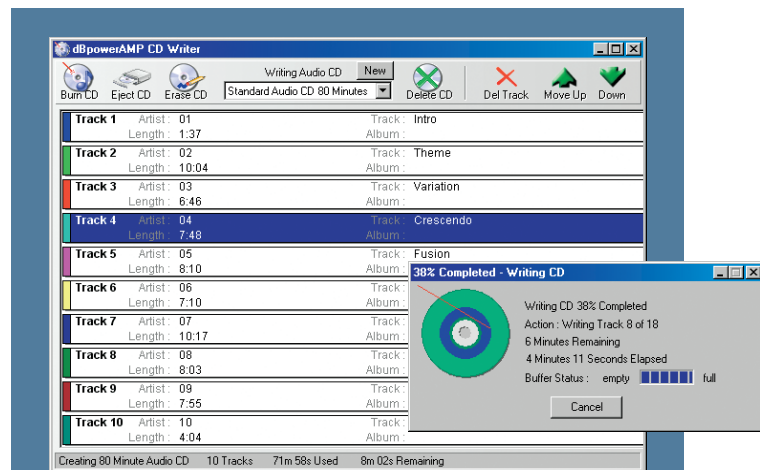 dBpowerAMP CD Writer
Writing Audio CD New
Burn CD Eject CD Erase CD Standard Audio CD 80 Minutes Delete CD Del Track Move Up Down
Track 1 Artist : 01 Track : Intro
Length : 1:37 Album :
Track 2 Artist : 02 Track : Theme
Length : 10:04 Album :
Track 3 Artist : 03 Track : Variation
Length : 6:46 Album :
Track 4 Artist : 04 Track : Crescendo
Length : 7:48 Album :
Track 5 Artist : 05 Track : Fusion
Length : 8:10 Album :
Track 6 Artist : 06 Track :
Length : 7:10 Album :
Track 7 Artist : 07 Track :
Length : 10:17 Album :
Track 8 Artist : 08 Track :
Length : 8:03 Album :
Track 9 Artist : 09 Track :
Length : 7:55 Album :
Track 10 Artist : 10 Track :
Length : 4:04 Album :
Creating 80 Minute Audio CD 10 Tracks 71m 58s Used 8m 02s Remaining
38% Completed - Writing CD
Writing CD 38% Completed
Action : Writing Track 8 of 18
6 Minutes Remaining
4 Minutes 11 Seconds Elapsed
Buffer Status : empty full
Cancel